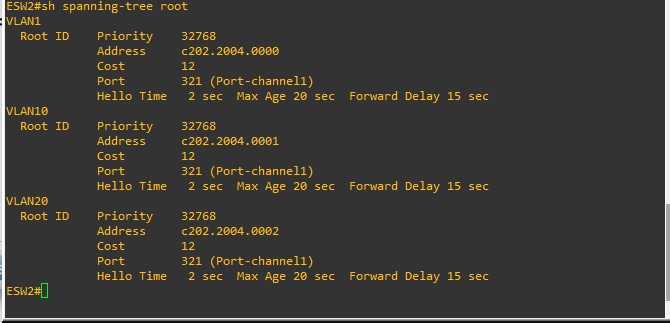 ESW2#sh spanning-tree root
VLAN1
  Root ID    Priority    32768
             Address     c202.2004.0000
             Cost        12
             Port        321 (Port-channel1)
             Hello Time   2 sec  Max Age 20 sec  Forward Delay 15 sec
VLAN10
  Root ID    Priority    32768
             Address     c202.2004.0001
             Cost        12
             Port        321 (Port-channel1)
             Hello Time   2 sec  Max Age 20 sec  Forward Delay 15 sec
VLAN20
  Root ID    Priority    32768
             Address     c202.2004.0002
             Cost        12
             Port        321 (Port-channel1)
             Hello Time   2 sec  Max Age 20 sec  Forward Delay 15 sec
ESW2#